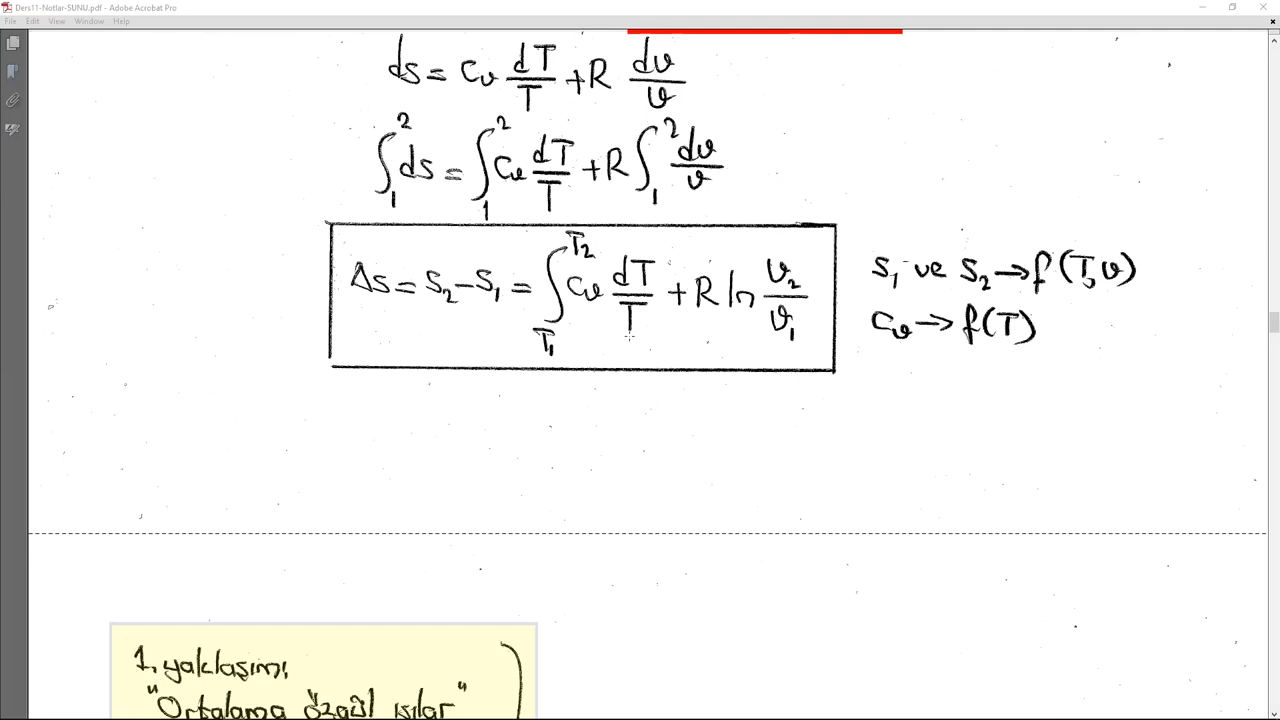 Ders11-Notlar-SUNU.pdf - Adobe Acrobat Pro
File Edit View Window Help
ds = cv dT/T + R dv/v
∫₁² ds = ∫₁² cv dT/T + R ∫₁² dv/v
Δs = s₂ - s₁ = ∫_{T₁}^{T₂} cv dT/T + R ln v₂/v₁
s₁ ve s₂ → f(T,v)
cv → f(T)
1. yaklaşım,
"Ortalama özgül ısılar"